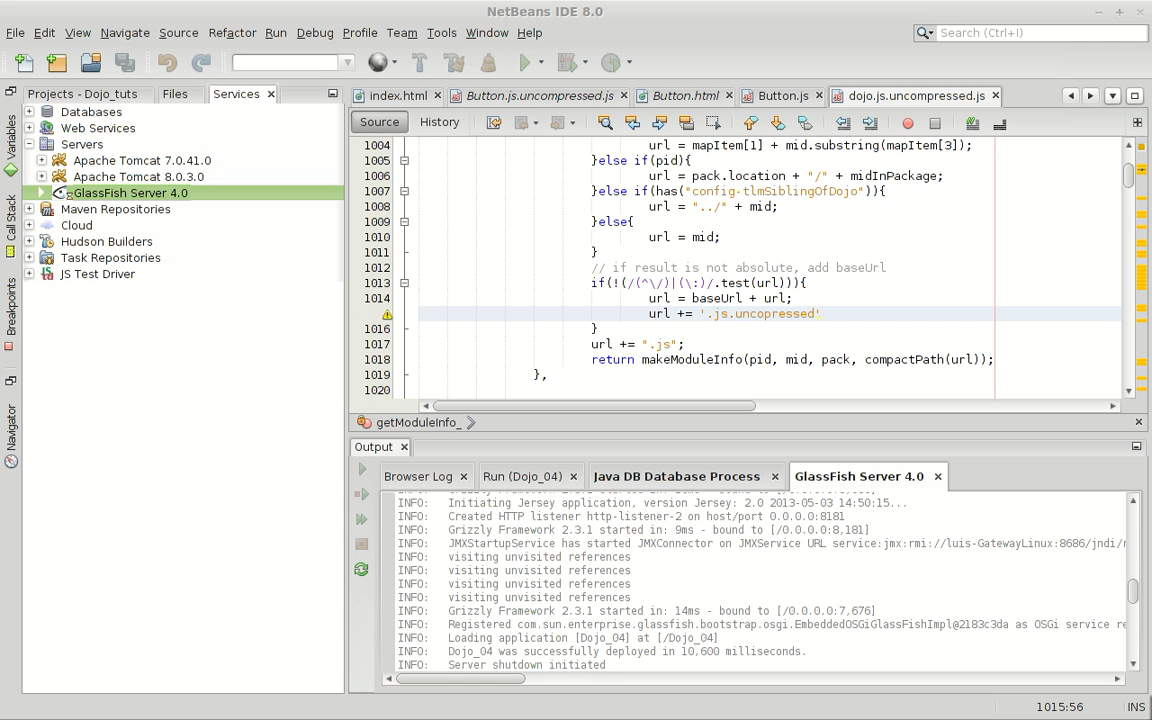 NetBeans IDE 8.0
File Edit View Navigate Source Refactor Run Debug Profile Team Tools Window Help
Search (Ctrl+I)
Projects - Dojo_tuts Files Services
index.html Button.js.uncompressed.js Button.html Button.js dojo.js.uncompressed.js
Source History
Variables
Call Stack
Breakpoints
Navigator
Databases
Web Services
Servers
Apache Tomcat 7.0.41.0
Apache Tomcat 8.0.3.0
GlassFish Server 4.0
Maven Repositories
Cloud
Hudson Builders
Task Repositories
JS Test Driver
1004 url = mapItem[1] + mid.substring(mapItem[3]);
1005 }else if(pid){
1006 url = pack.location + "/" + midInPackage;
1007 }else if(has("config-tlmSiblingOfDojo")){
1008 url = "../" + mid;
1009 }else{
1010 url = mid;
1011 }
1012 // if result is not absolute, add baseUrl
1013 if(!(/(^\/)|(\:)/.test(url))){
1014 url = baseUrl + url;
url += '.js.uncopressed'
1016 }
1017 url += ".js";
1018 return makeModuleInfo(pid, mid, pack, compactPath(url));
1019 },
1020
getModuleInfo_
Output
Browser Log Run (Dojo_04) Java DB Database Process GlassFish Server 4.0
INFO: Initiating Jersey application, version Jersey: 2.0 2013-05-03 14:50:15...
INFO: Created HTTP listener http-listener-2 on host/port 0.0.0.0:8181
INFO: Grizzly Framework 2.3.1 started in: 9ms - bound to [/0.0.0.0:8,181]
INFO: JMXStartupService has started JMXConnector on JMXService URL service:jmx:rmi://luis-GatewayLinux:8686/jndi/r
INFO: visiting unvisited references
INFO: visiting unvisited references
INFO: visiting unvisited references
INFO: visiting unvisited references
INFO: Grizzly Framework 2.3.1 started in: 14ms - bound to [/0.0.0.0:7,676]
INFO: Registered com.sun.enterprise.glassfish.bootstrap.osgi.EmbeddedOSGiGlassFishImpl@2183c3da as OSGi service re
INFO: Loading application [Dojo_04] at [/Dojo_04]
INFO: Dojo_04 was successfully deployed in 10,600 milliseconds.
INFO: Server shutdown initiated
1015:56 INS